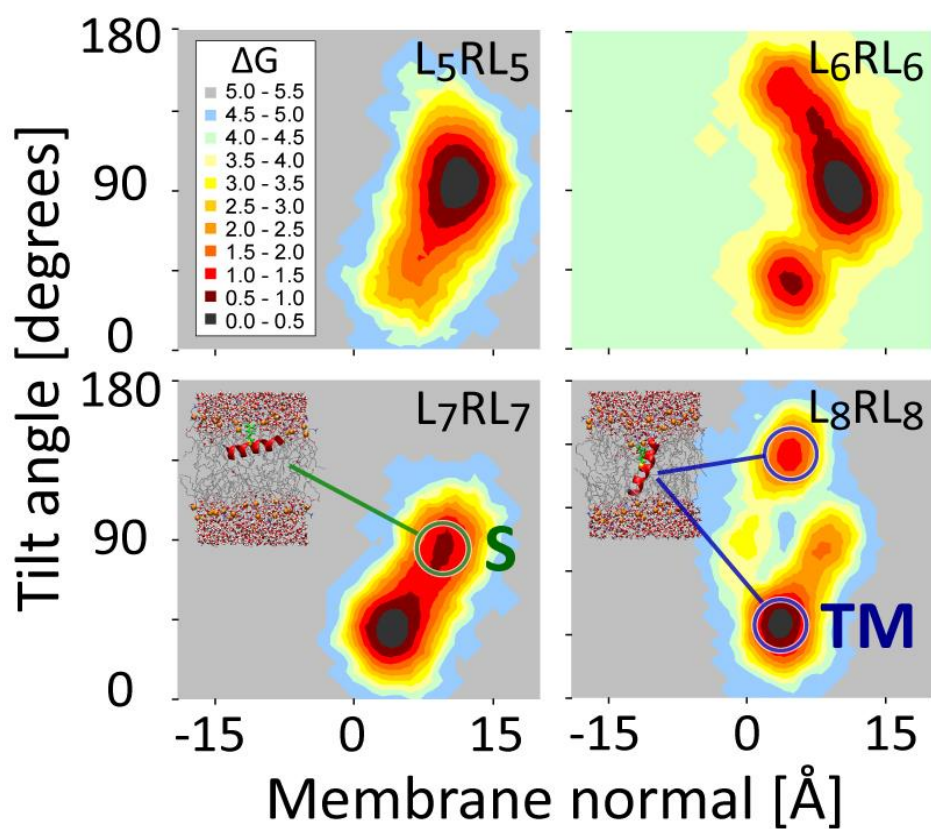 Tilt angle [degrees]
180
90
0
ΔG
5.0 - 5.5
4.5 - 5.0
4.0 - 4.5
3.5 - 4.0
3.0 - 3.5
2.5 - 3.0
2.0 - 2.5
1.5 - 2.0
1.0 - 1.5
0.5 - 1.0
0.0 - 0.5
L₅RL₅
L₆RL₆
180
90
0
L₇RL₇
S
L₈RL₈
TM
-15 0 15 -15 0 15
Membrane normal [Å]